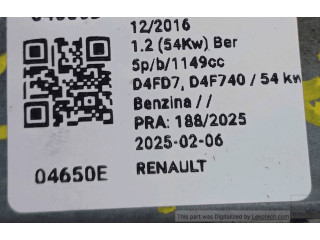 12/2016
1.2 (54Kw) Ber
5p/b/1149cc
D4FD7, D4F740 / 54 kw
Benzina / /
PRA: 188/2025
2025-02-06
04650E RENAULT
This part was Digitalized by Lekotech.com